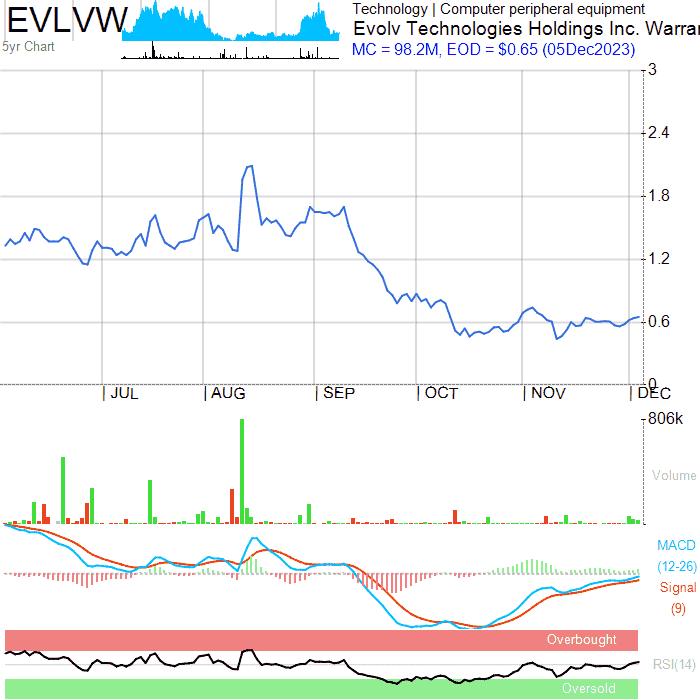 EVLVW
5yr Chart
Technology | Computer peripheral equipment
Evolv Technologies Holdings Inc. Warrar
MC = 98.2M, EOD = $0.65 (05Dec2023)
3
2.4
1.8
1.2
0.6
0
| JUL | AUG | SEP | OCT | NOV | DEC
806k
Volume
MACD
(12-26)
Signal
(9)
Overbought
RSI(14)
Oversold